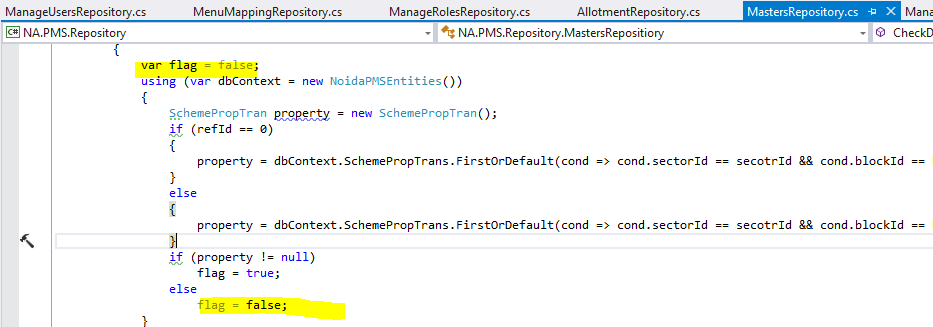 ManageUsersRepository.cs MenuMappingRepository.cs ManageRolesRepository.cs AllotmentRepository.cs MastersRepository.cs Mana
C# NA.PMS.Repository NA.PMS.Repository.MastersRepositiory CheckD
{
var flag = false;
using (var dbContext = new NoidaPMSEntities())
{
SchemePropTran property = new SchemePropTran();
if (refId == 0)
{
property = dbContext.SchemePropTrans.FirstOrDefault(cond => cond.sectorId == secotrId && cond.blockId ==
}
else
{
property = dbContext.SchemePropTrans.FirstOrDefault(cond => cond.sectorId == secotrId && cond.blockId ==
}
if (property != null)
flag = true;
else
flag = false;
}